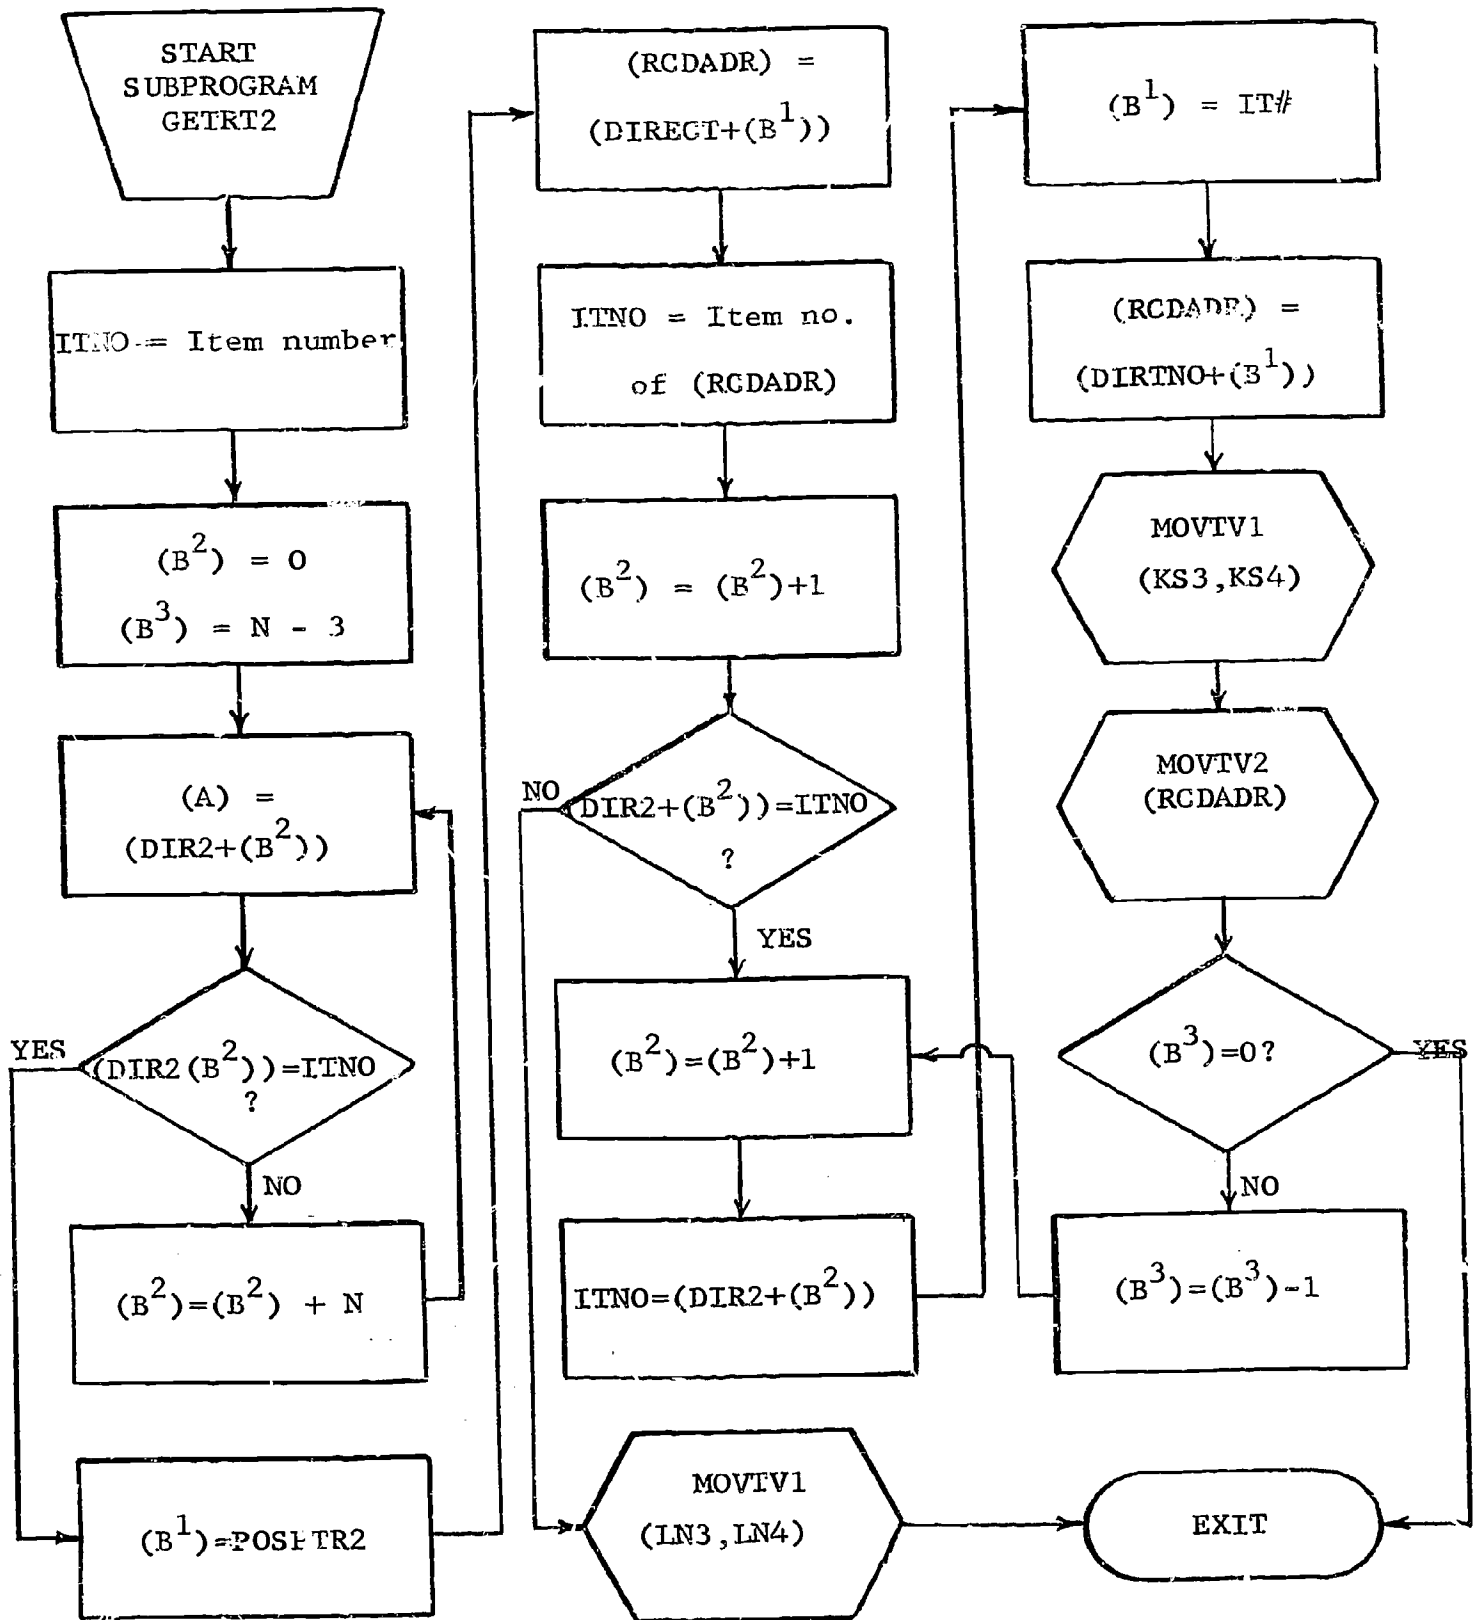 START
SUBPROGRAM
GETRT2
ITNO = Item number
(B²) = 0
(B³) = N - 3
(A) =
(DIR2+(B²))
YES
(DIR2(B²))=ITNO
?
NO
(B²)=(B²) + N
(B¹)=POSPTR2
(RCDADR) =
(DIRECT+(B¹))
ITNO = Item no.
of (RCDADR)
(B²) = (B²)+1
NO
(DIR2+(B²))=ITNO
?
YES
(B²)=(B²)+1
ITNO=(DIR2+(B²))
MOVTV1
(LN3,LN4)
(B¹) = IT#
(RCDADR) =
(DIRTNO+(B¹))
MOVTV1
(KS3,KS4)
MOVTV2
(RCDADR)
(B³)=0?
YES
NO
(B³)=(B³)-1
EXIT